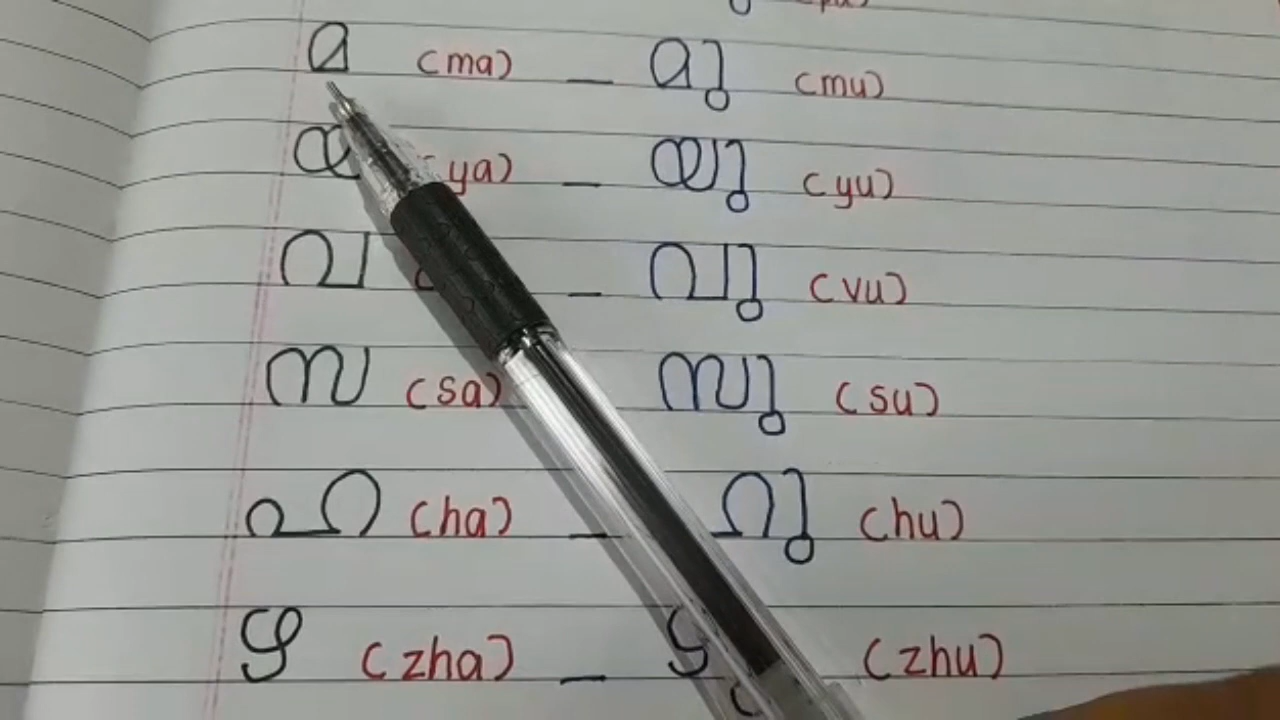 മ (ma) – മു (mu)
യ (ya) – യു (yu)
വ – വു (vu)
സ (sa) സു (su)
ഹ (ha) – ഹു (hu)
ഴ (zha) – (zhu)